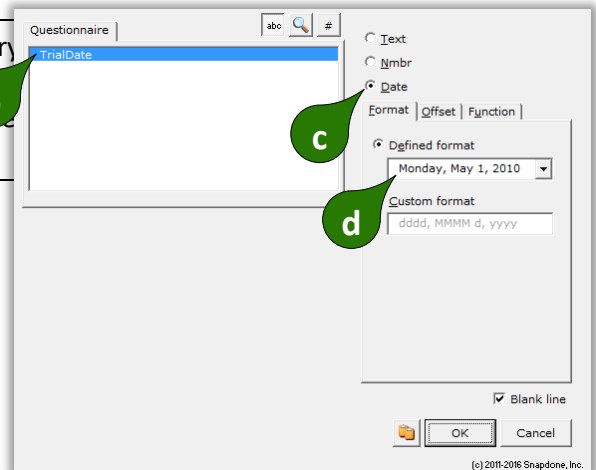 Questionnaire
abc #
TrialDate
Text
Nmbr
Date
c
Format Offset Function
Defined format
Monday, May 1, 2010
d
Custom format
dddd, MMMM d, yyyy
Blank line
OK Cancel
(c) 2011-2016 Snapdone, Inc.